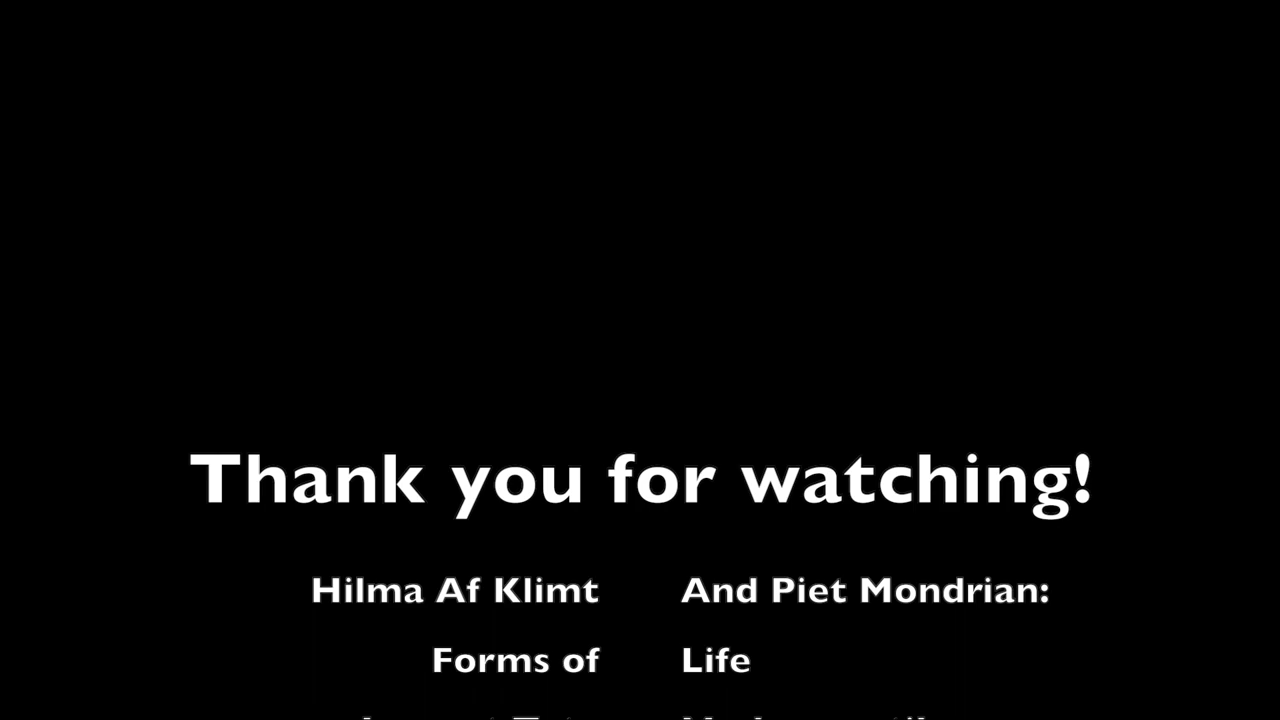 Thank you for watching!
Hilma Af Klimt And Piet Mondrian:
Forms of Life